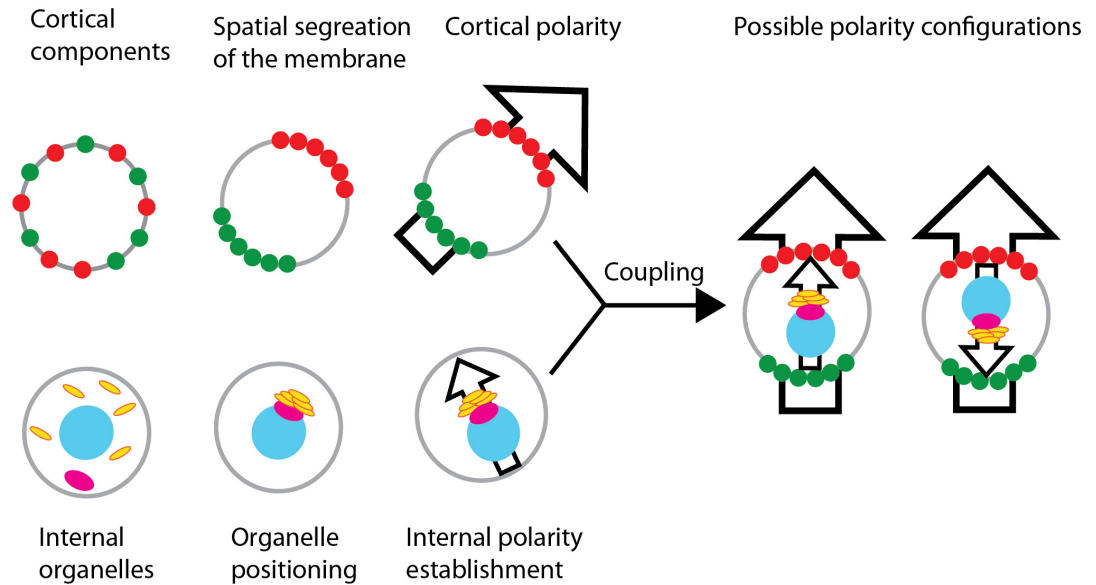 Cortical
components
Spatial segreation
of the membrane
Cortical polarity
Possible polarity configurations
Coupling
Internal
organelles
Organelle
positioning
Internal polarity
establishment